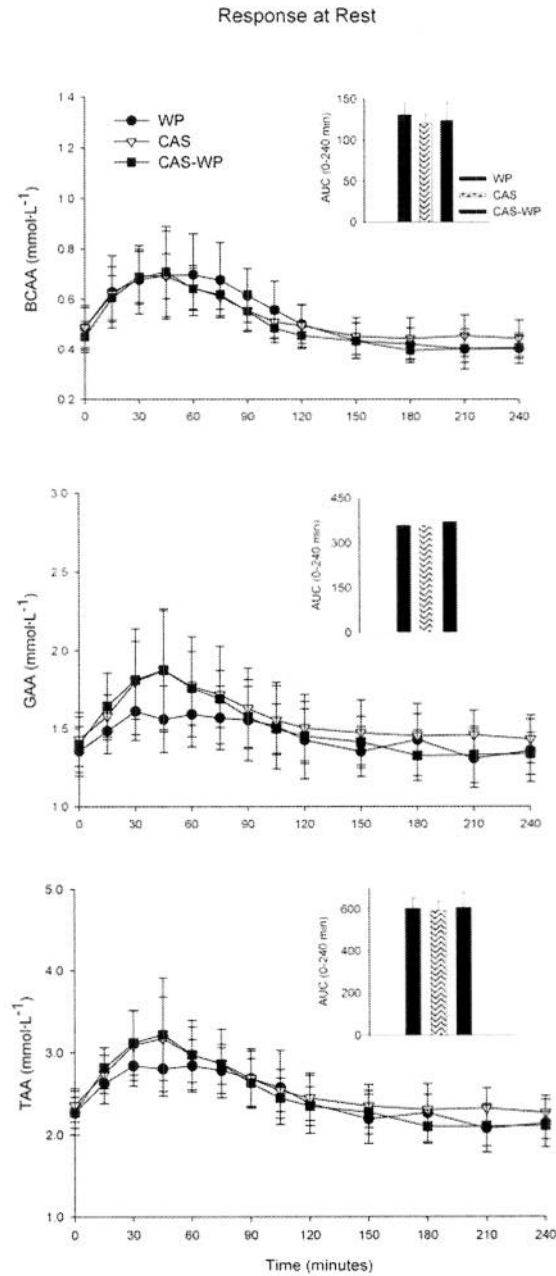 Response at Rest
1.4
1.2
1.0
0.8
0.6
0.4
0.2
BCAA (mmol·L⁻¹)
WP
CAS
CAS-WP
150
100
50
0
AUC (0-240 min)
WP
CAS
CAS-WP
0 30 60 90 120 150 180 210 240
3.0
2.5
2.0
1.5
1.0
GAA (mmol·L⁻¹)
450
300
150
0
AUC (0-240 min)
0 30 60 90 120 150 180 210 240
5.0
4.0
3.0
2.0
1.0
TAA (mmol·L⁻¹)
600
400
200
0
AUC (0-240 min)
0 30 60 90 120 150 180 210 240
Time (minutes)